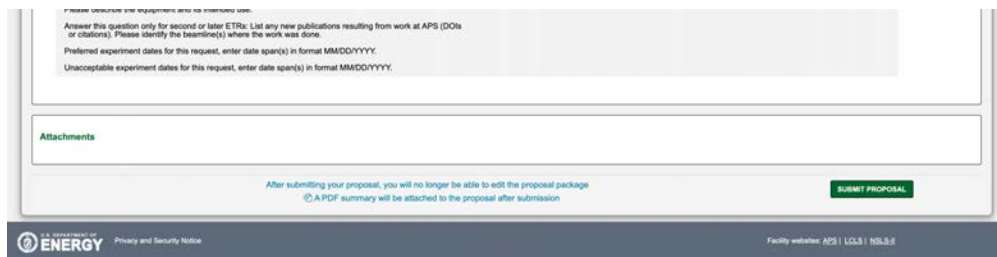 Please describe the equipment and its intended use.
Answer this question only for second or later ETRs: List any new publications resulting from work at APS (DOIs
or citations). Please identify the beamline(s) where the work was done.
Preferred experiment dates for this request, enter date span(s) in format MM/DD/YYYY.
Unacceptable experiment dates for this request, enter date span(s) in format MM/DD/YYYY.
Attachments
After submitting your proposal, you will no longer be able to edit the proposal package
A PDF summary will be attached to the proposal after submission
SUBMIT PROPOSAL
U.S. DEPARTMENT OF
ENERGY
Privacy and Security Notice
Facility websites: APS | LCLS | NSLS-II